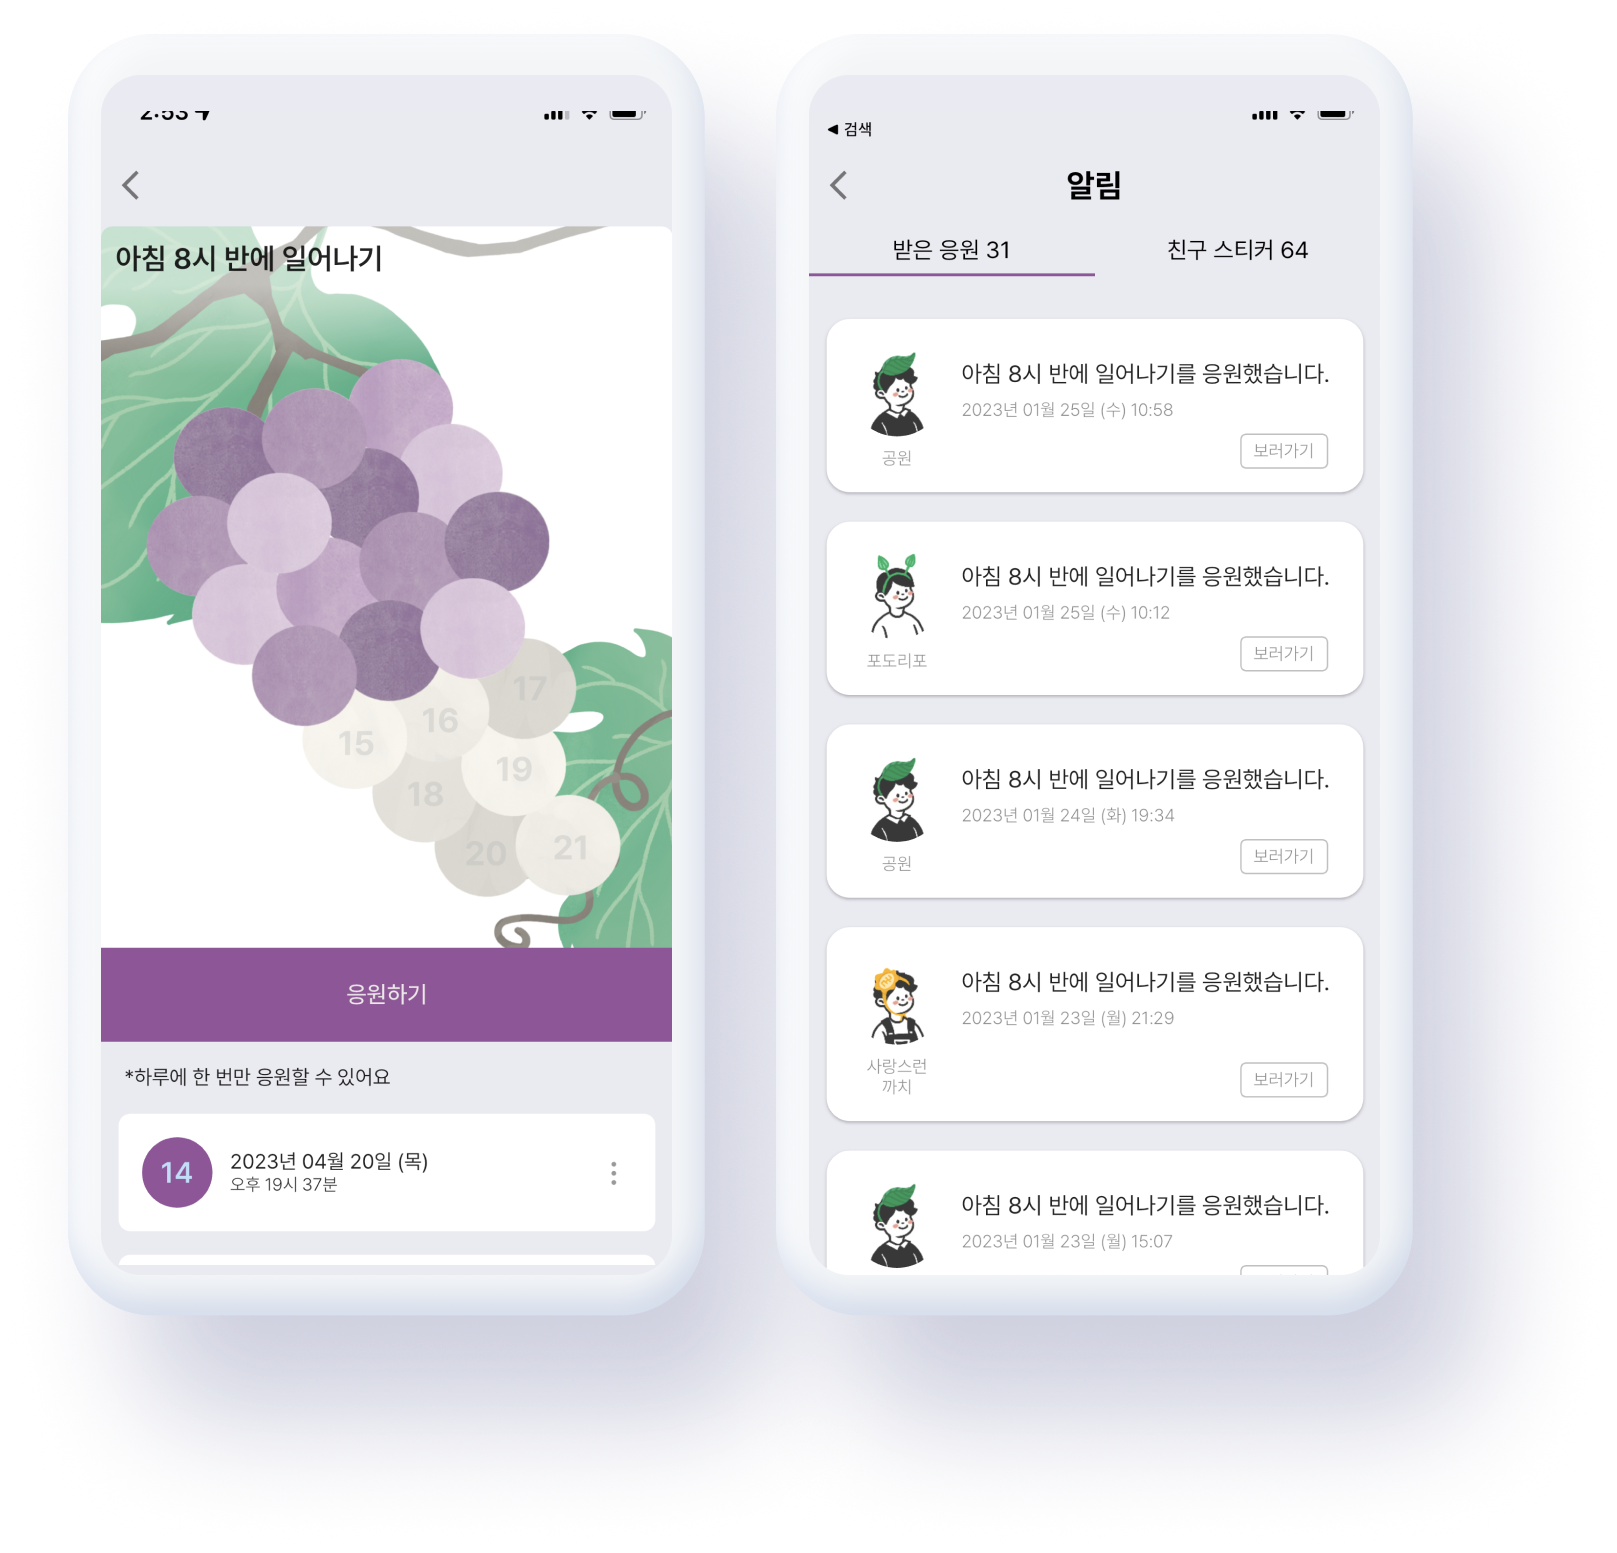 2:53
아침 8시 반에 일어나기
17
16
15
19
18
21
20
응원하기
*하루에 한 번만 응원할 수 있어요
14
2023년 04월 20일 (목)
오후 19시 37분
◀ 검색
알림
받은 응원 31
친구 스티커 64
아침 8시 반에 일어나기를 응원했습니다.
2023년 01월 25일 (수) 10:58
보러가기
공원
아침 8시 반에 일어나기를 응원했습니다.
2023년 01월 25일 (수) 10:12
보러가기
포도리포
아침 8시 반에 일어나기를 응원했습니다.
2023년 01월 24일 (화) 19:34
보러가기
공원
아침 8시 반에 일어나기를 응원했습니다.
2023년 01월 23일 (월) 21:29
사랑스런
까치
보러가기
아침 8시 반에 일어나기를 응원했습니다.
2023년 01월 23일 (월) 15:07